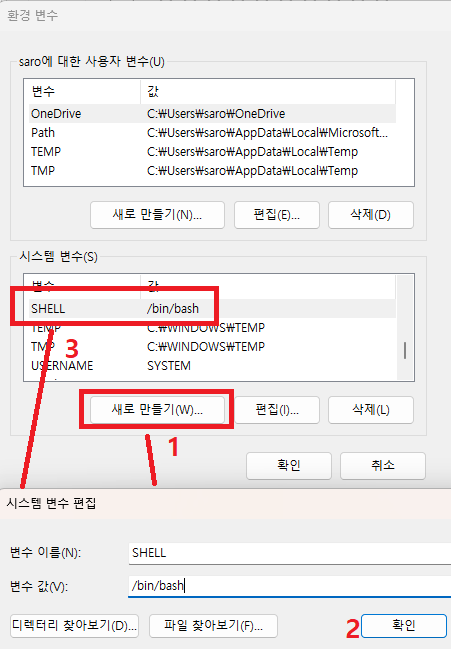 환경 변수
saro에 대한 사용자 변수(U)
변수 값
OneDrive C:₩Users₩saro₩OneDrive
Path C:₩Users₩saro₩AppData₩Local₩Microsoft...
TEMP C:₩Users₩saro₩AppData₩Local₩Temp
TMP C:₩Users₩saro₩AppData₩Local₩Temp
새로 만들기(N)... 편집(E)... 삭제(D)
시스템 변수(S)
변수 값
SHELL /bin/bash
TEMP C:₩WINDOWS₩TEMP
3
TMP C:₩WINDOWS₩TEMP
USERNAME SYSTEM
새로 만들기(W)... 편집(I)... 삭제(L)
1
확인 취소
시스템 변수 편집
변수 이름(N): SHELL
변수 값(V): /bin/bash
디렉터리 찾아보기(D)... 파일 찾아보기(F)... 2 확인